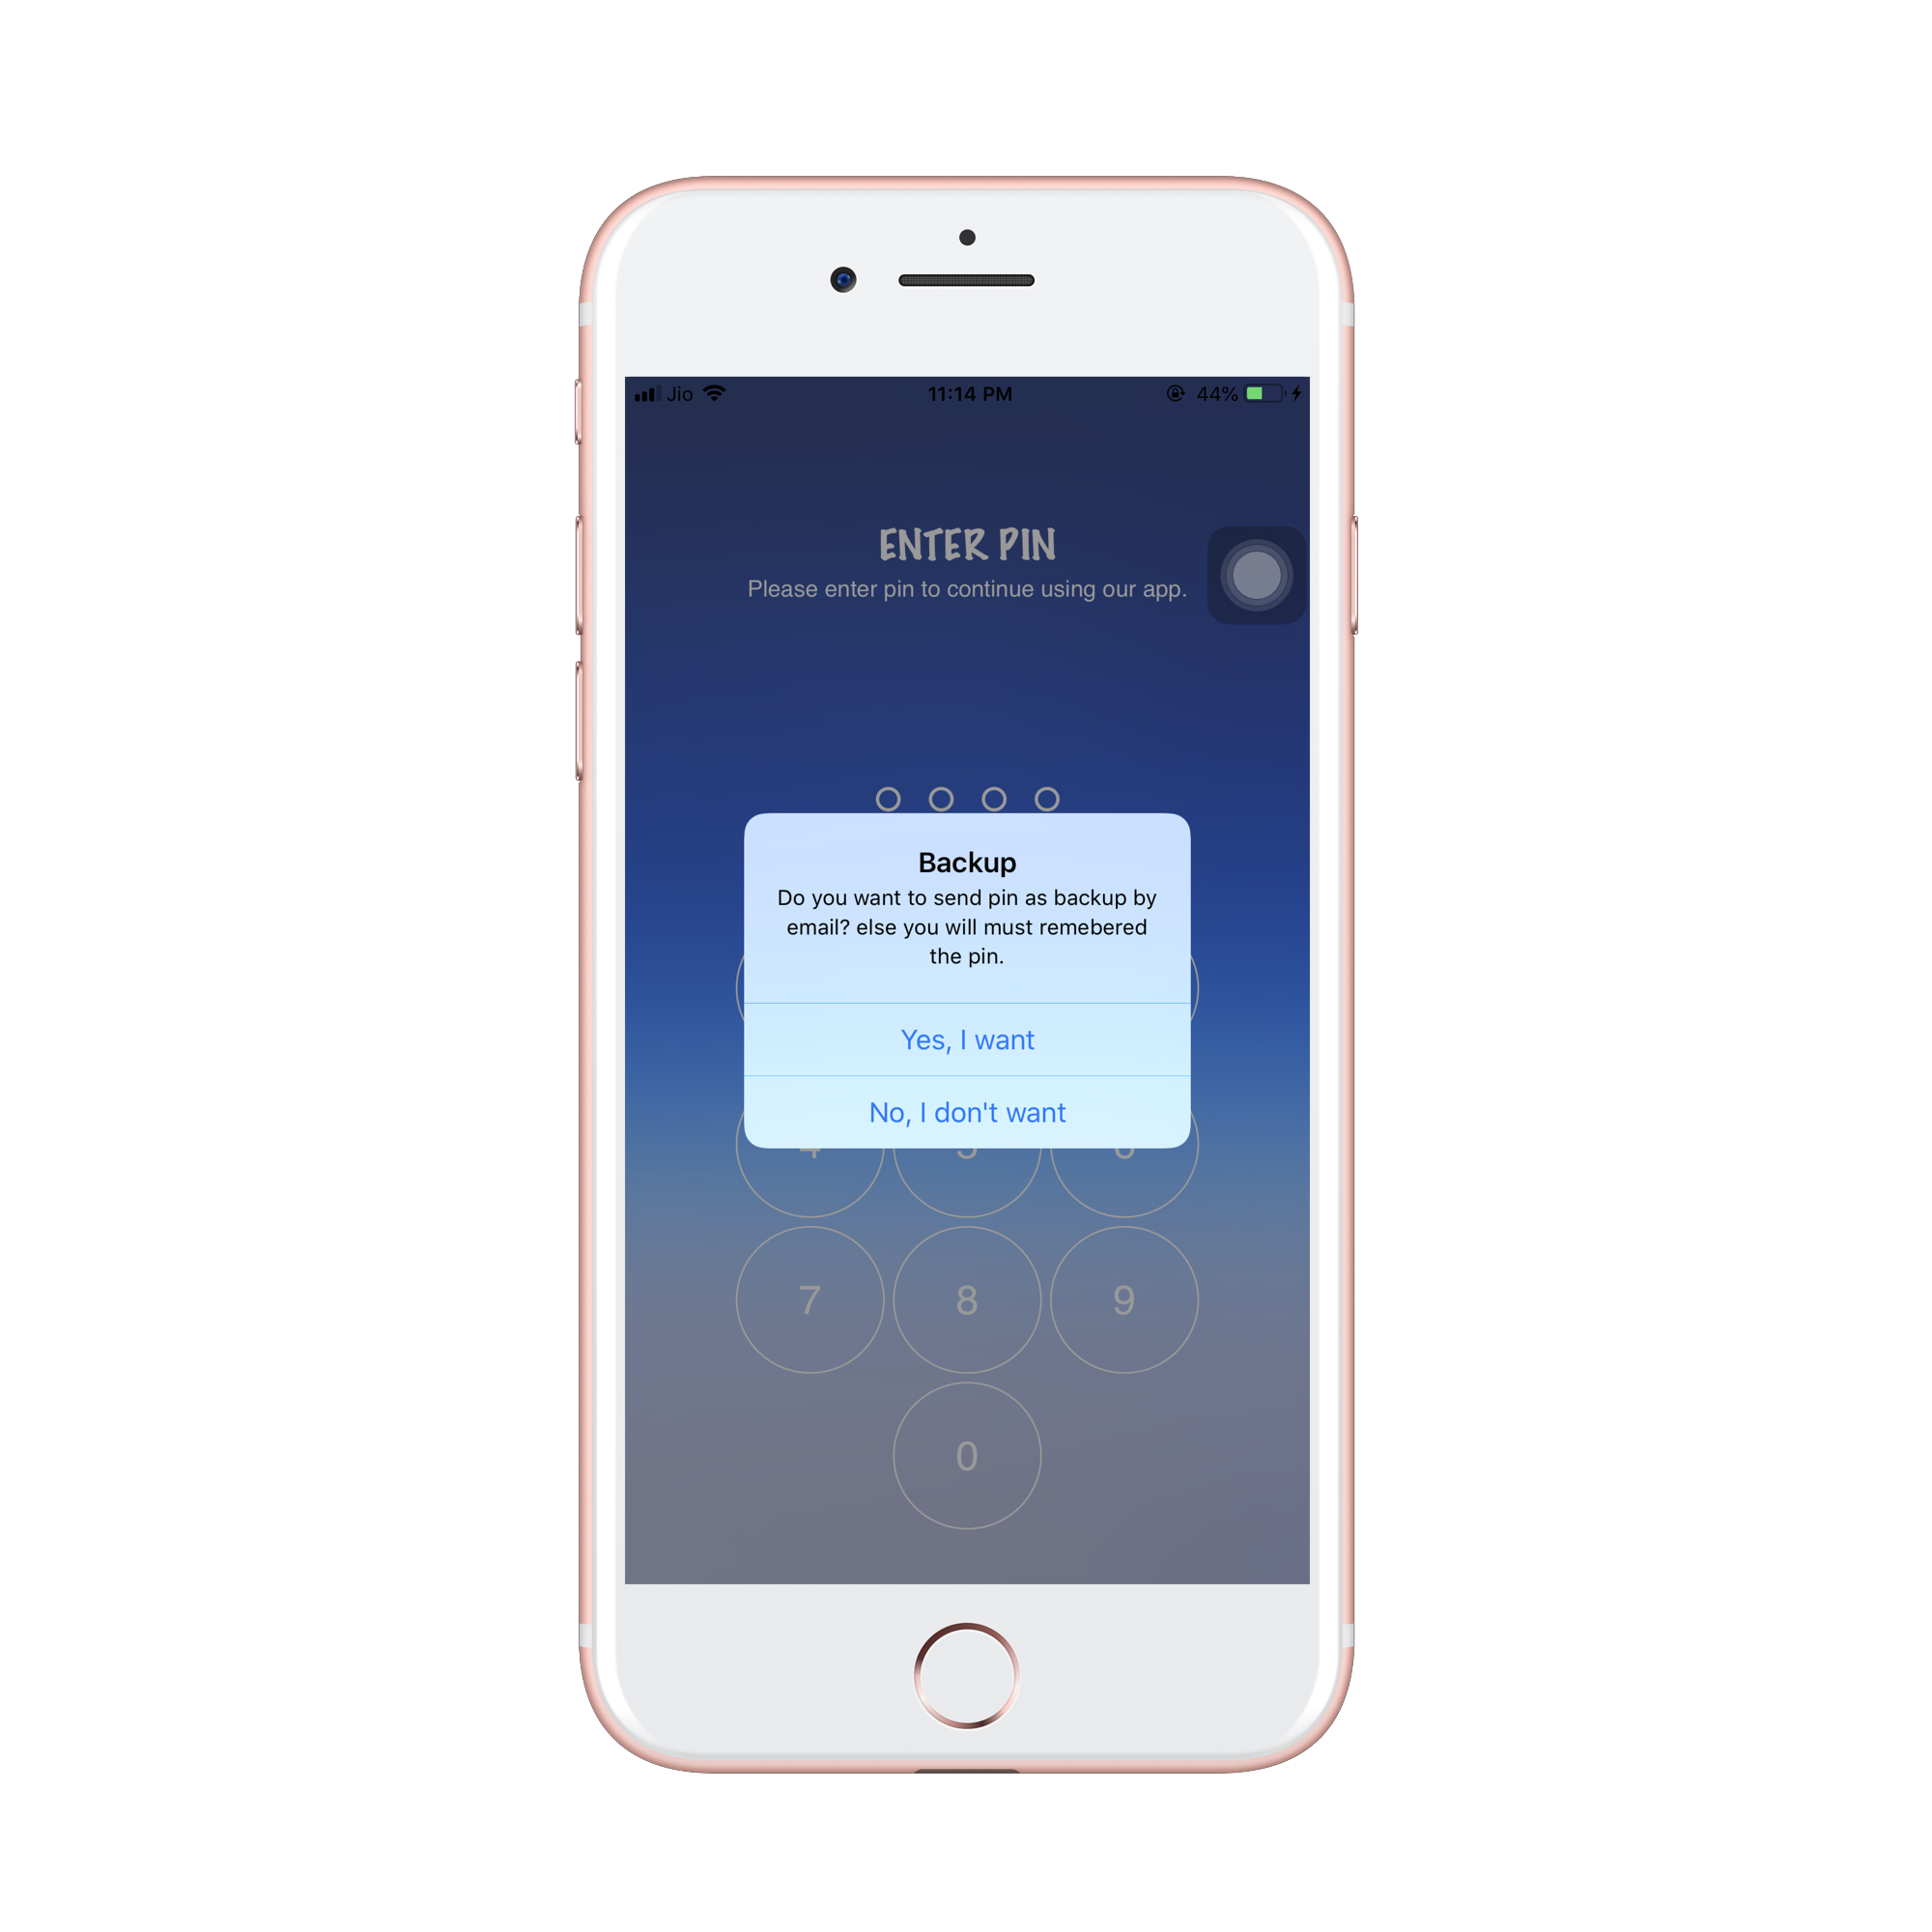 Jio 11:14 PM 44%
ENTER PIN
Please enter pin to continue using our app.
Backup
Do you want to send pin as backup by
email? else you will must remebered
the pin.
Yes, I want
No, I don't want
7 8 9
0